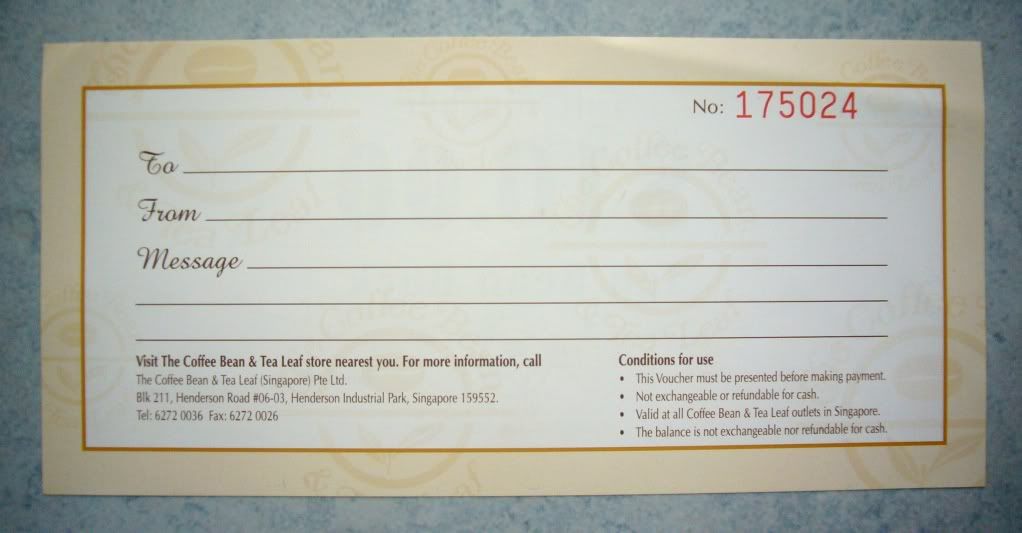 No: 175024
To
From
Message
Visit The Coffee Bean & Tea Leaf store nearest you. For more information, call
The Coffee Bean & Tea Leaf (Singapore) Pte Ltd.
Blk 211, Henderson Road #06-03, Henderson Industrial Park, Singapore 159552.
Tel: 6272 0036 Fax: 6272 0026
Conditions for use
• This Voucher must be presented before making payment.
• Not exchangeable or refundable for cash.
• Valid at all Coffee Bean & Tea Leaf outlets in Singapore.
• The balance is not exchangeable nor refundable for cash.